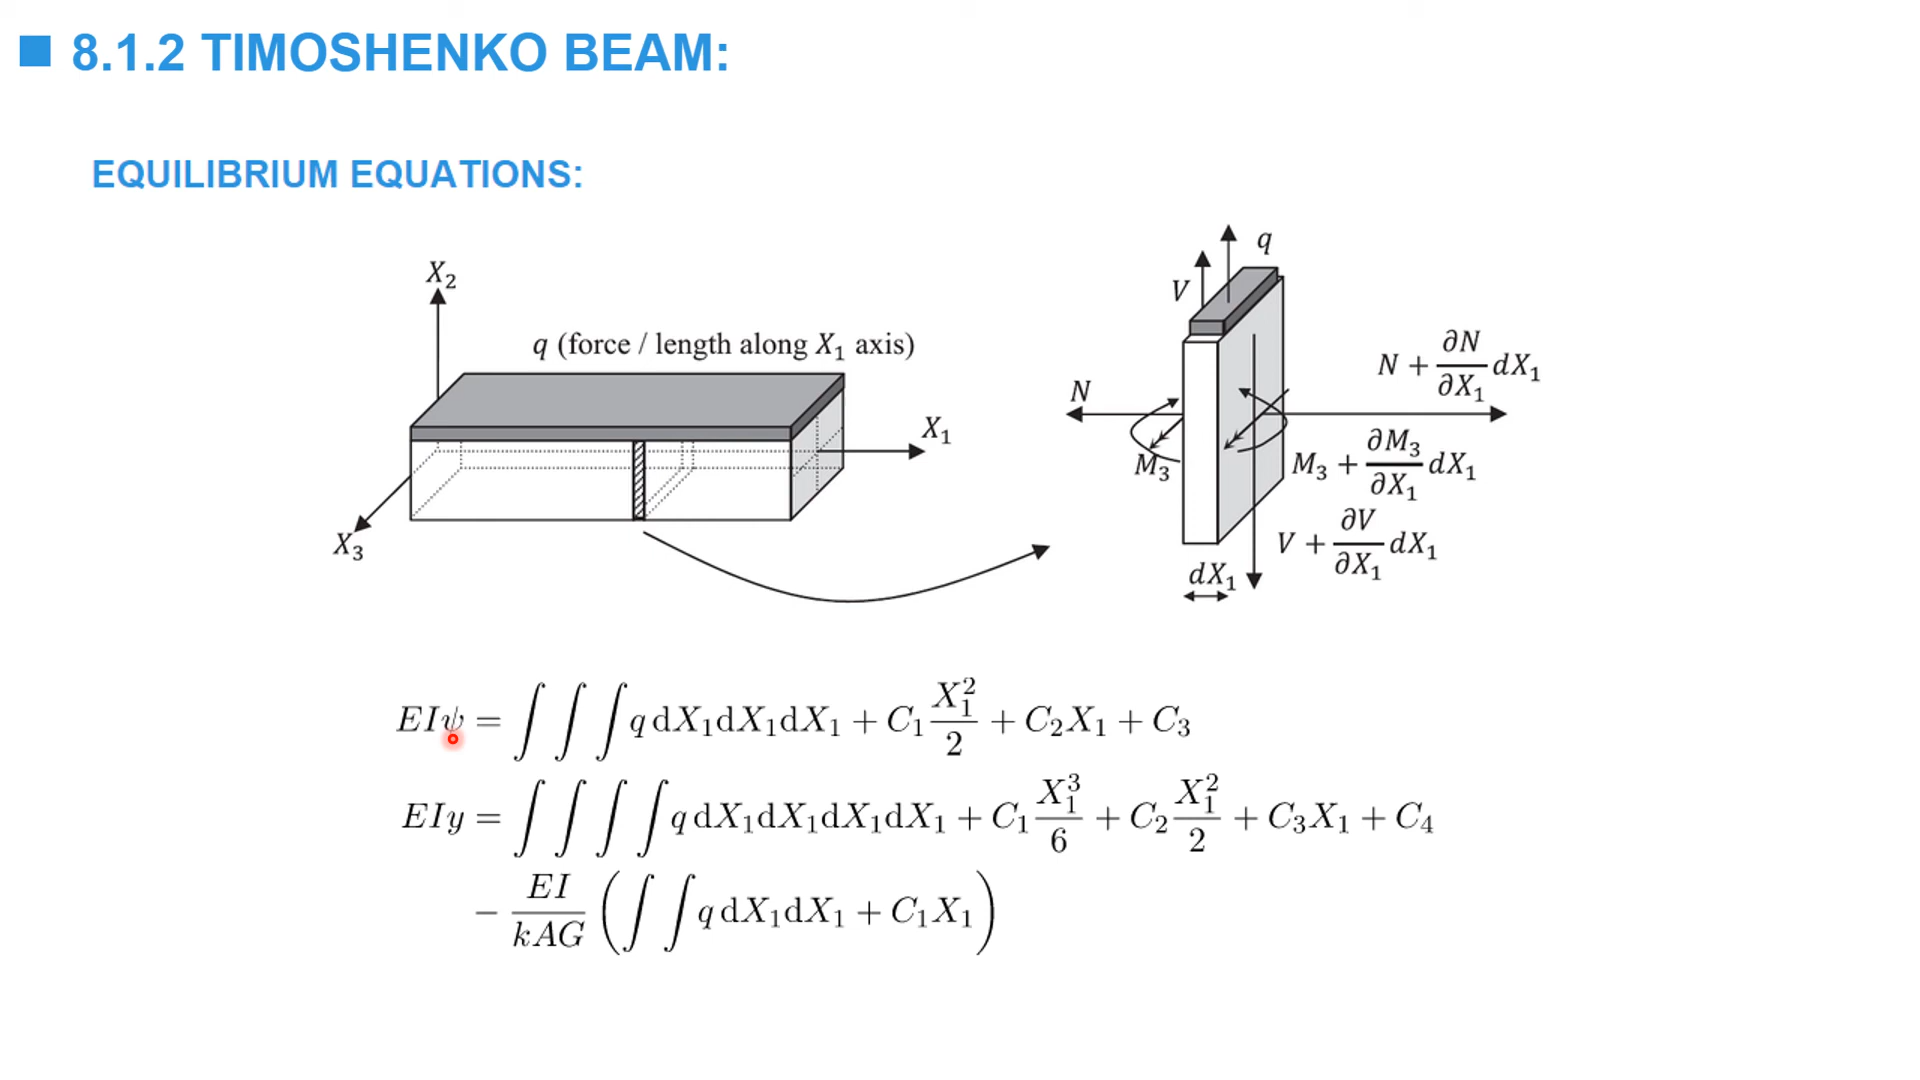 8.1.2 TIMOSHENKO BEAM:
EQUILIBRIUM EQUATIONS:
X₂
q (force / length along X₁ axis)
X₁
X₃
q
V
N
N + ∂N/∂X₁ dX₁
M₃
M₃ + ∂M₃/∂X₁ dX₁
V + ∂V/∂X₁ dX₁
dX₁
EIψ = ∫ ∫ ∫ q dX₁dX₁dX₁ + C₁ X₁²/2 + C₂X₁ + C₃
EIy = ∫ ∫ ∫ ∫ q dX₁dX₁dX₁dX₁ + C₁ X₁³/6 + C₂ X₁²/2 + C₃X₁ + C₄
− EI/kAG (∫ ∫ q dX₁dX₁ + C₁X₁)